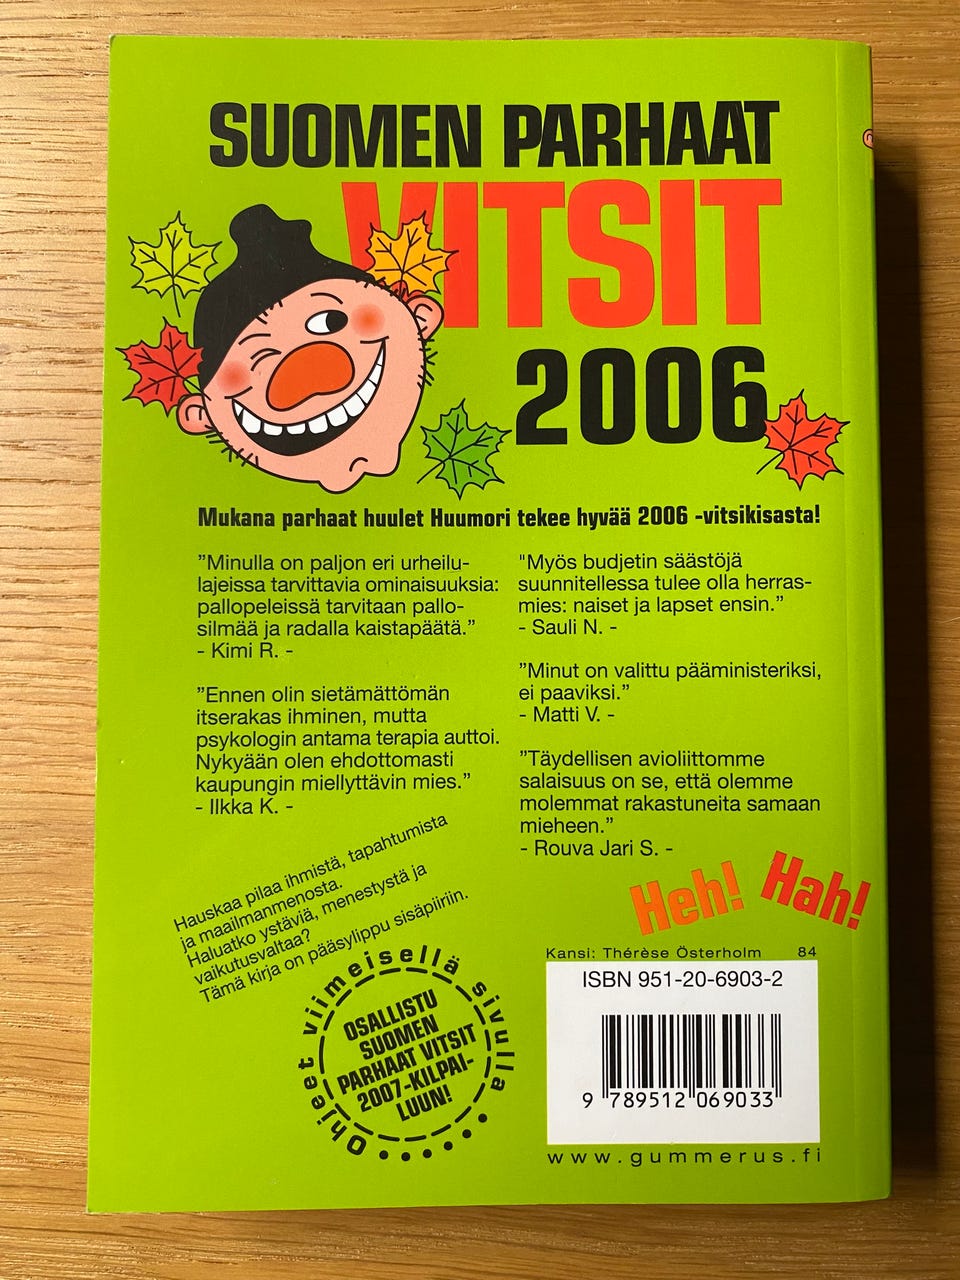 SUOMEN PARHAAT
VITSIT
2006
Mukana parhaat huulet Huumori tekee hyvää 2006 -vitsikisasta!
”Minulla on paljon eri urheilu-
lajeissa tarvittavia ominaisuuksia:
pallopeleissä tarvitaan pallo-
silmää ja radalla kaistapäätä.”
- Kimi R. -
”Ennen olin sietämättömän
itserakas ihminen, mutta
psykologin antama terapia auttoi.
Nykyään olen ehdottomasti
kaupungin miellyttävin mies.”
- Ilkka K. -
"Myös budjetin säästöjä
suunnitellessa tulee olla herras-
mies: naiset ja lapset ensin.”
- Sauli N. -
”Minut on valittu pääministeriksi,
ei paaviksi.”
- Matti V. -
”Täydellisen avioliittomme
salaisuus on se, että olemme
molemmat rakastuneita samaan
mieheen.”
- Rouva Jari S. -
Hauskaa pilaa ihmistä, tapahtumista
ja maailmanmenosta.
Haluatko ystäviä, menestystä ja
vaikutusvaltaa?
Tämä kirja on pääsylippu sisäpiiriin.
Heh! Hah!
Ohjeet viimeisellä sivulla
OSALLISTU
SUOMEN
PARHAAT VITSIT
2007-KILPAI-
LUUN!
Kansi: Thérèse Österholm 84
ISBN 951-20-6903-2
9 789512 069033
www.gummerus.fi